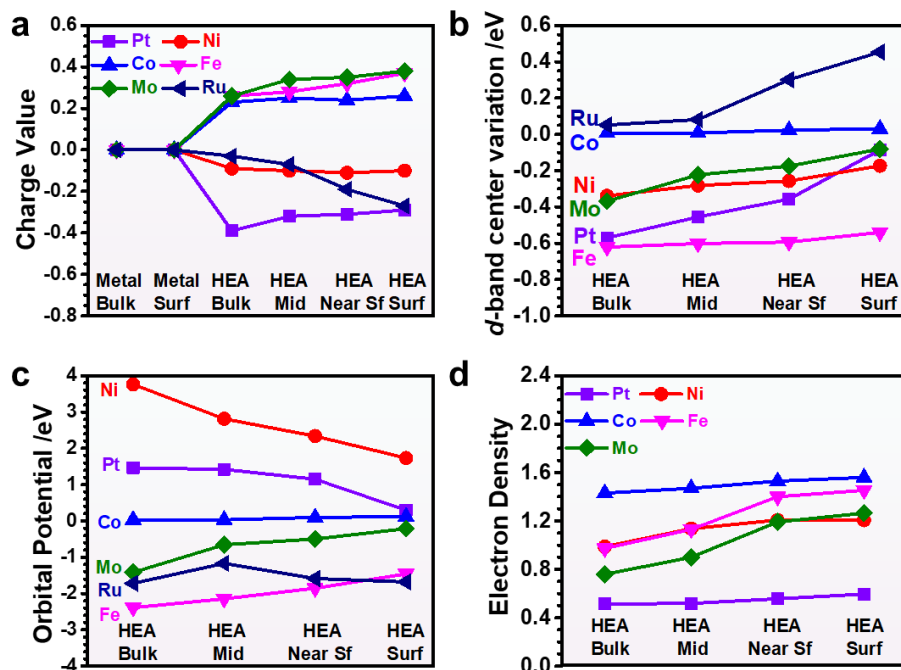 a
Charge Value
0.6
0.4
0.2
0.0
-0.2
-0.4
-0.6
-0.8
Pt Ni
Co Fe
Mo Ru
Metal Metal HEA HEA HEA HEA
Bulk Surf Bulk Mid Near Sf Surf
b
d-band center variation /eV
0.6
0.4
0.2
0.0
-0.2
-0.4
-0.6
-0.8
-1.0
Ru
Co
Ni
Mo
Pt
Fe
HEA HEA HEA HEA
Bulk Mid Near Sf Surf
c
Orbital Potential /eV
4
3
2
1
0
-1
-2
-3
-4
Ni
Pt
Co
Mo
Ru
Fe
HEA HEA HEA HEA
Bulk Mid Near Sf Surf
d
Electron Density
2.4
2.0
1.6
1.2
0.8
0.4
0.0
Pt Ni
Co Fe
Mo
HEA HEA HEA HEA
Bulk Mid Near Sf Surf